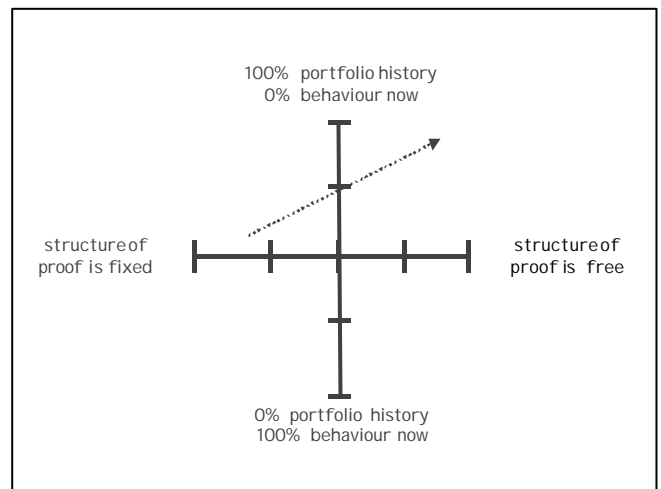 100% portfolio history
0% behaviour now
structure of
proof is fixed
structure of
proof is free
0% portfolio history
100% behaviour now